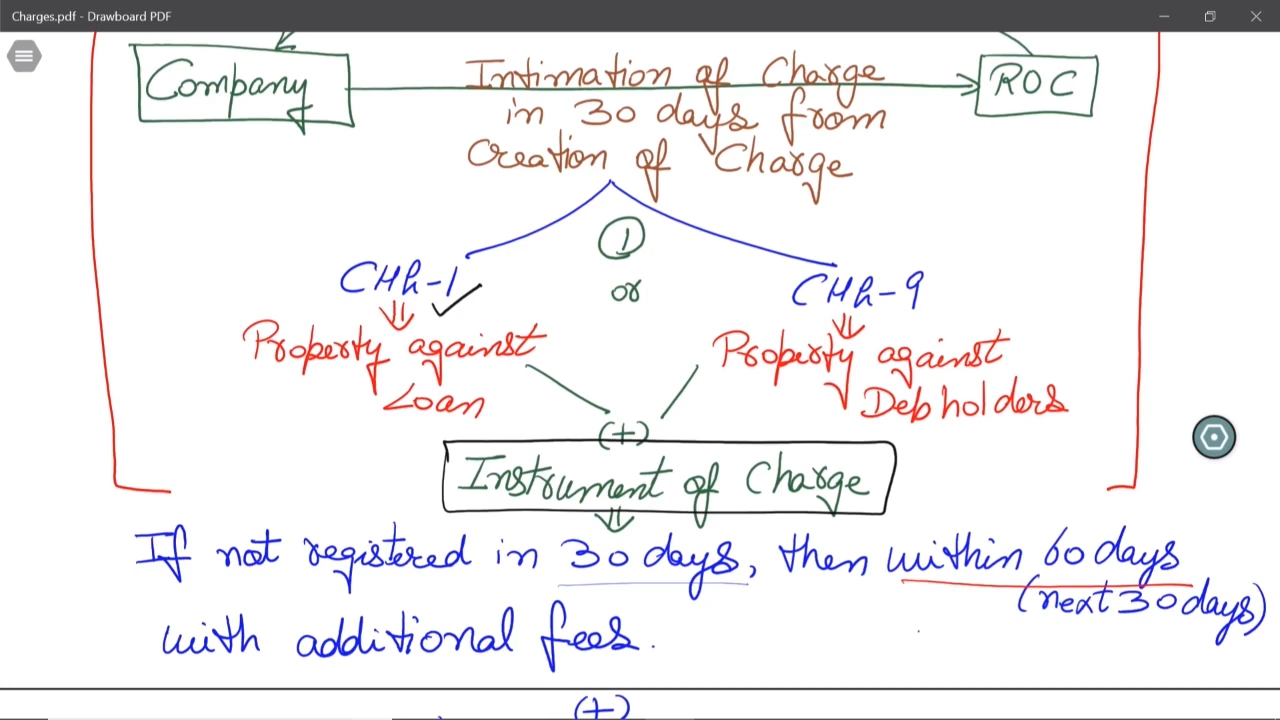 Charges.pdf - Drawboard PDF
Company
Intimation of Charge
in 30 days from
Creation of Charge
ROC
1
or
CHG-1
CHG-9
Property against
Loan
Property against
Debholders
(+)
Instrument of Charge
If not registered in 30 days, then within 60 days
(next 30 days)
with additional fees.
(+)